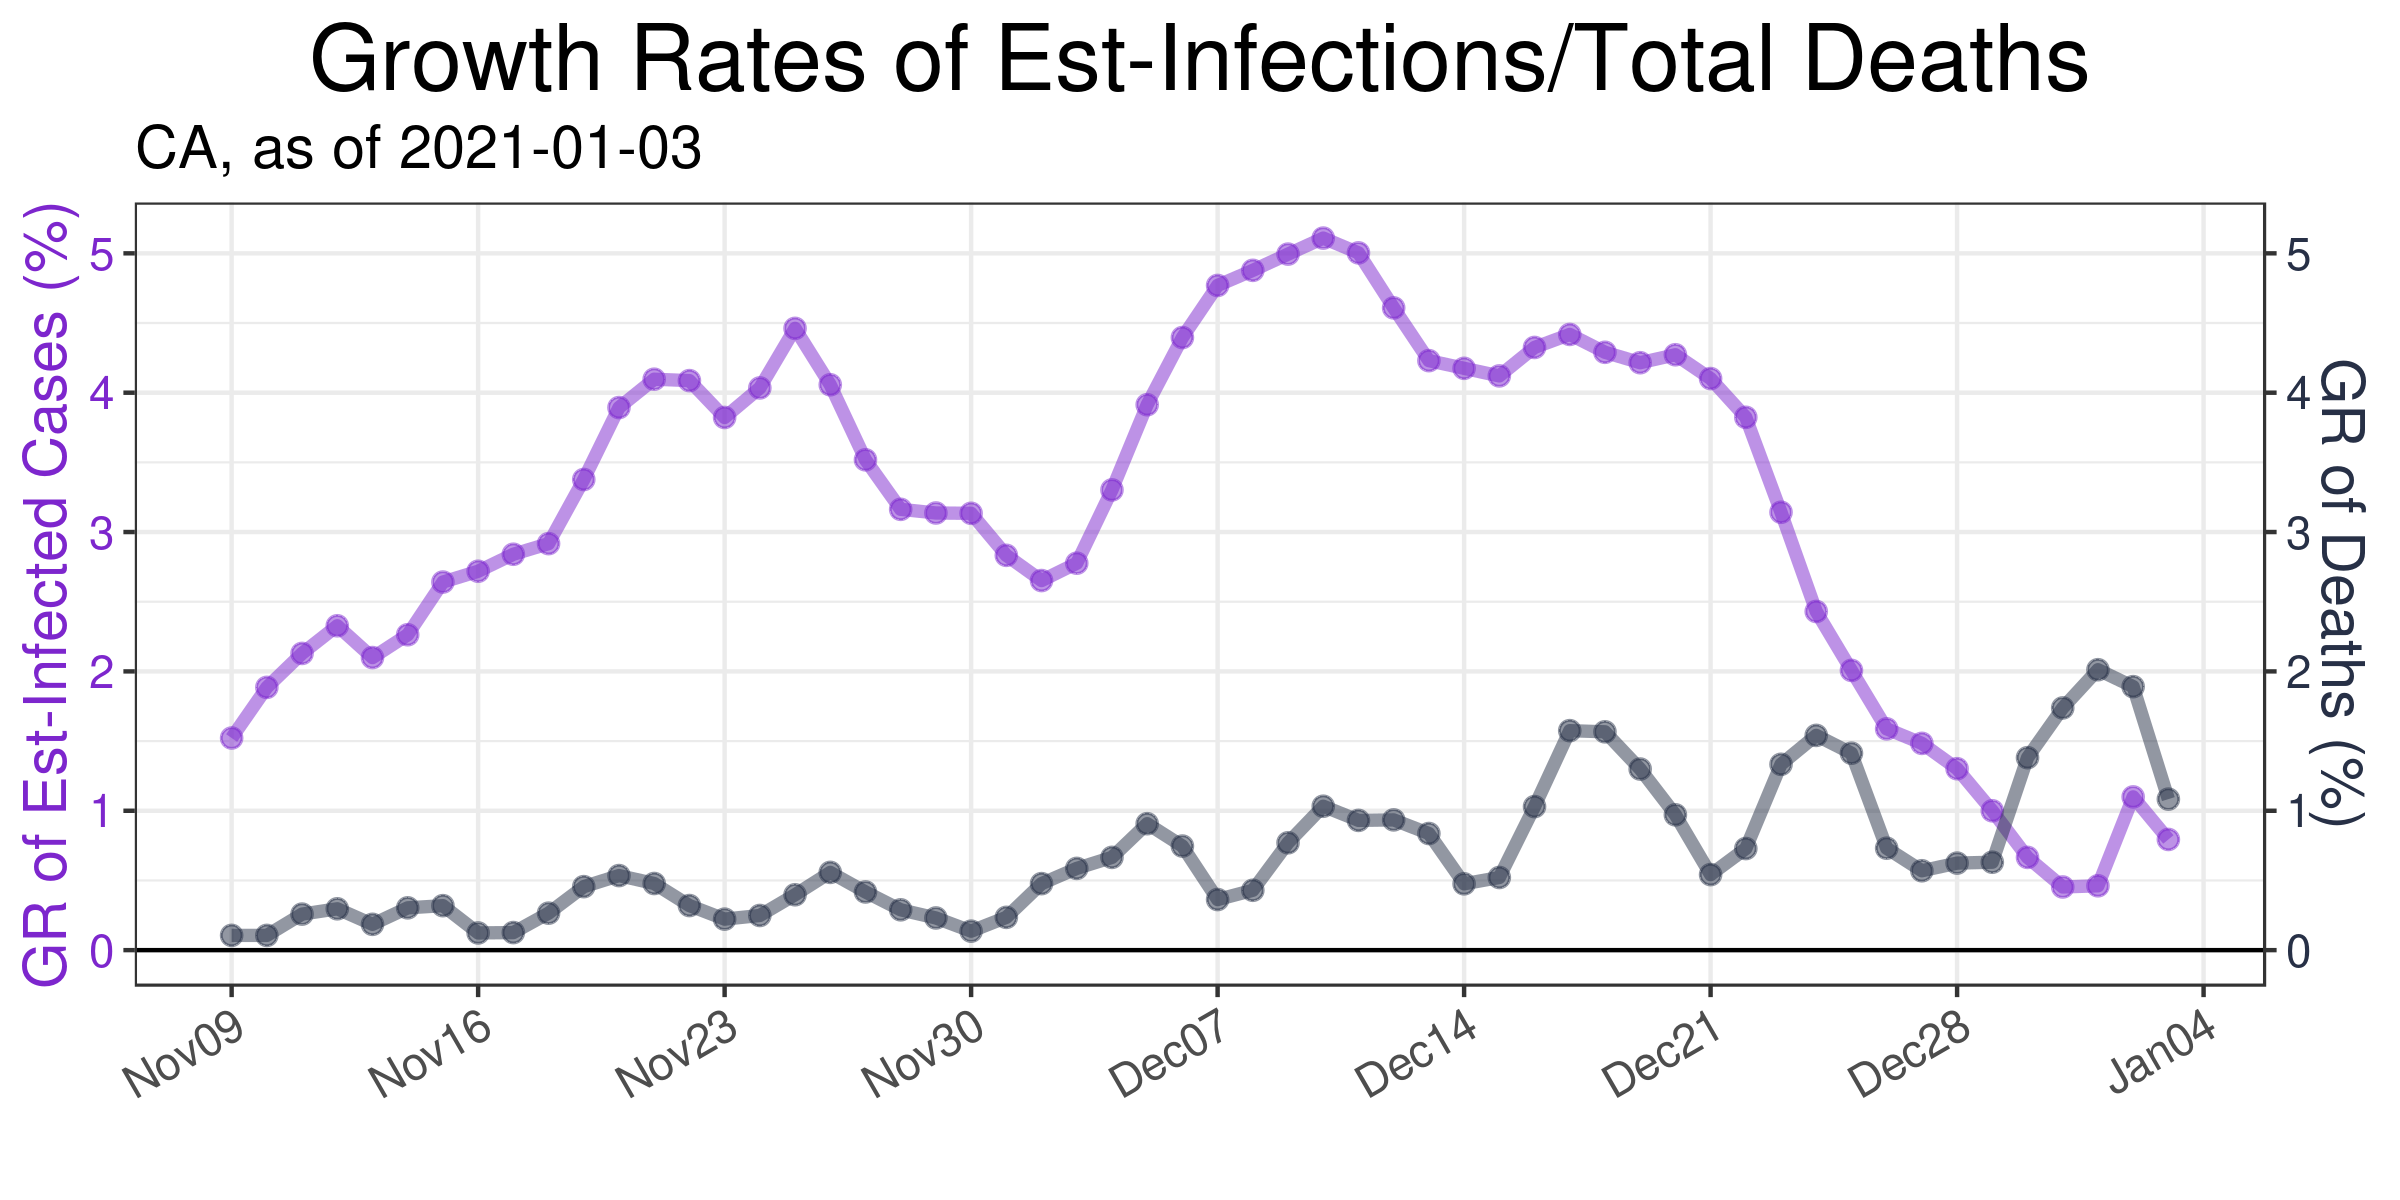 Growth Rates of Est-Infections/Total Deaths
CA, as of 2021-01-03
GR of Est-Infected Cases (%)
5
4
3
2
1
0
5
4
3
2
1
0
GR of Deaths (%)
Nov09
Nov16
Nov23
Nov30
Dec07
Dec14
Dec21
Dec28
Jan04